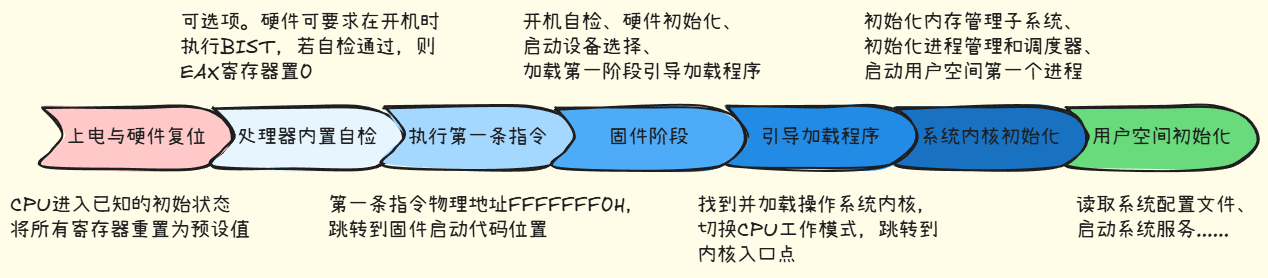 可选项。硬件可要求在开机时
执行BIST，若自检通过，则
EAX寄存器置0
开机自检、硬件初始化、
启动设备选择、
加载第一阶段引导加载程序
初始化内存管理子系统、
初始化进程管理和调度器、
启动用户空间第一个进程
上电与硬件复位
处理器内置自检
执行第一条指令
固件阶段
引导加载程序
系统内核初始化
用户空间初始化
CPU进入已知的初始状态
将所有寄存器重置为预设值
第一条指令物理地址FFFFFFF0H，
跳转到固件启动代码位置
找到并加载操作系统内核，
切换CPU工作模式，跳转到
内核入口点
读取系统配置文件、
启动系统服务......